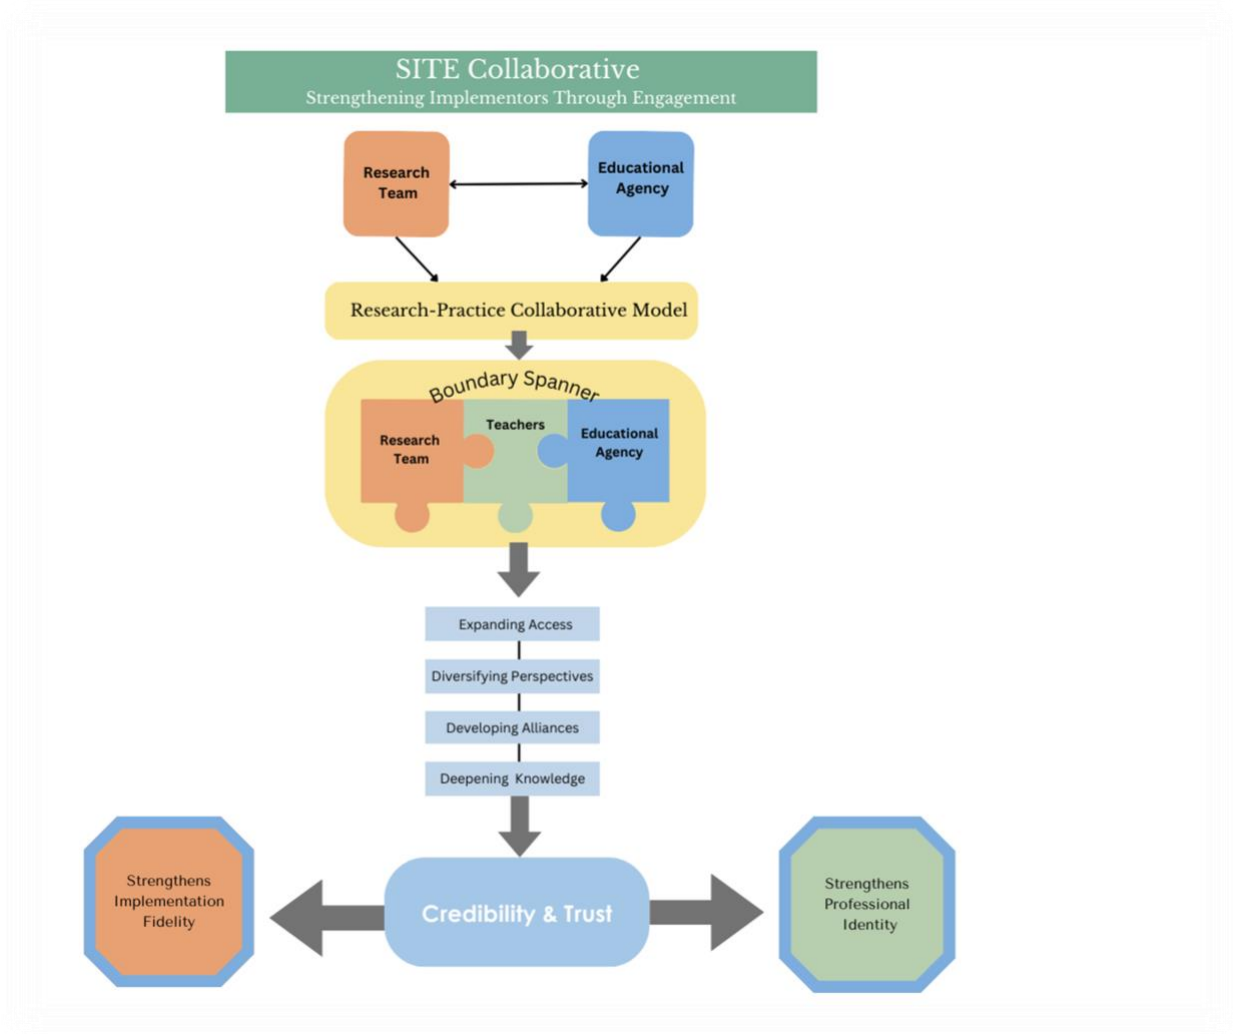 SITE Collaborative
Strengthening Implementors Through Engagement
Research
Team
Educational
Agency
Research-Practice Collaborative Model
Boundary Spanner
Research
Team
Teachers
Educational
Agency
Expanding Access
Diversifying Perspectives
Developing Alliances
Deepening Knowledge
Strengthens
Implementation
Fidelity
Credibility & Trust
Strengthens
Professional
Identity